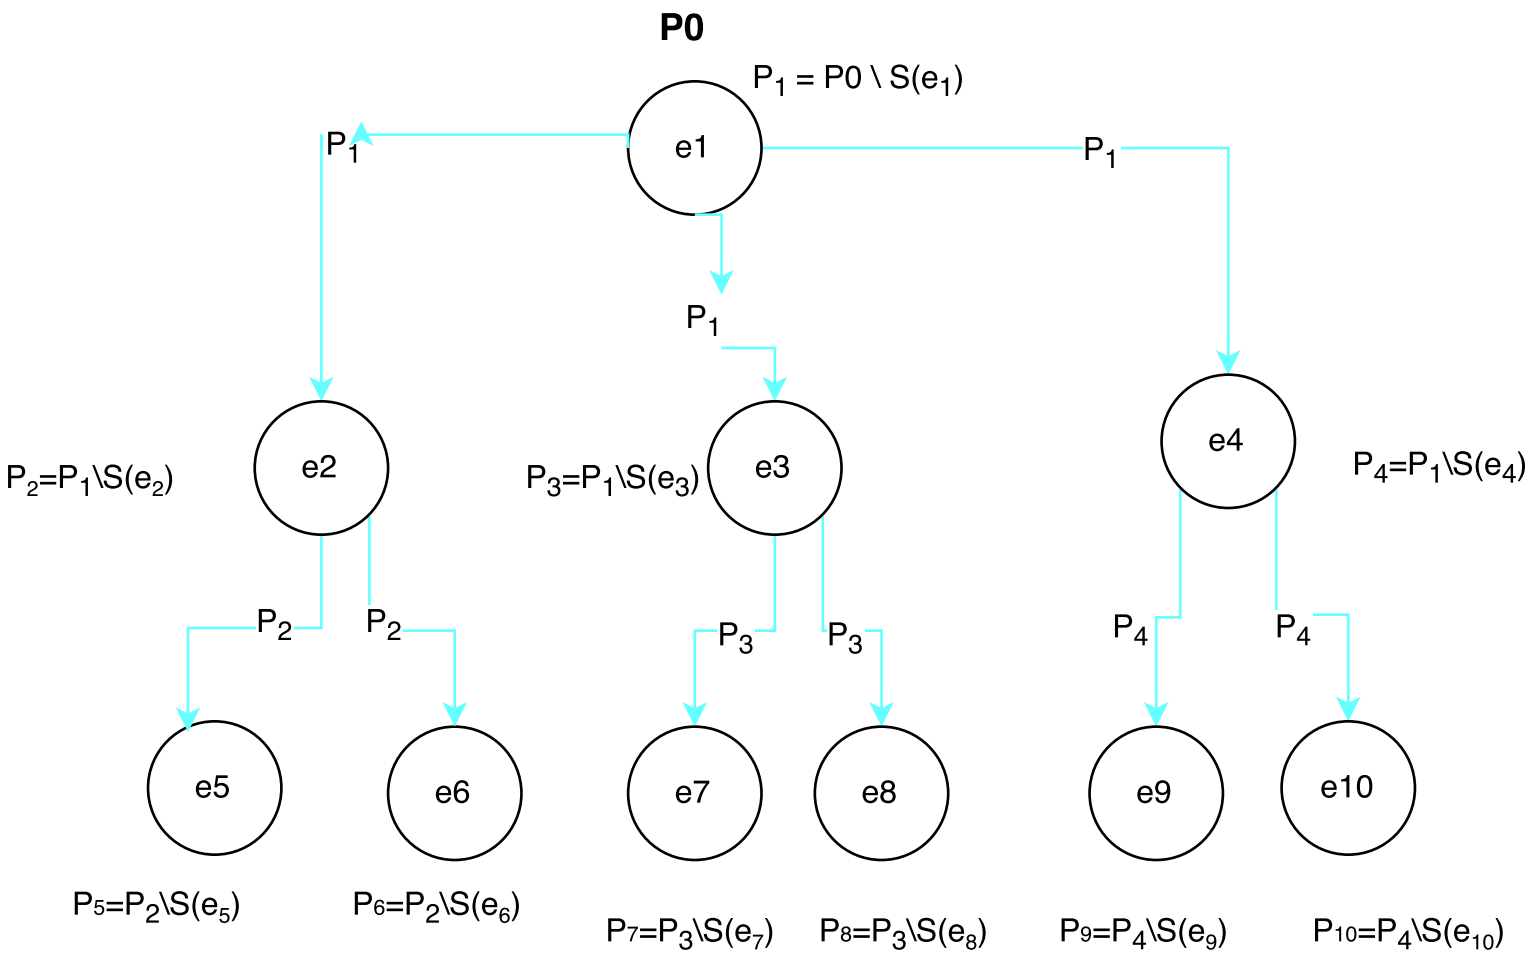 P0
P₁ = P0 \ S(e₁)
e1
P₁
P₁
P₁
e2
e3
e4
P₂=P₁\S(e₂)
P₃=P₁\S(e₃)
P₄=P₁\S(e₄)
P₂
P₂
P₃
P₃
P₄
P₄
e5
e6
e7
e8
e9
e10
P₅=P₂\S(e₅)
P₆=P₂\S(e₆)
P₇=P₃\S(e₇)
P₈=P₃\S(e₈)
P₉=P₄\S(e₉)
P₁₀=P₄\S(e₁₀)